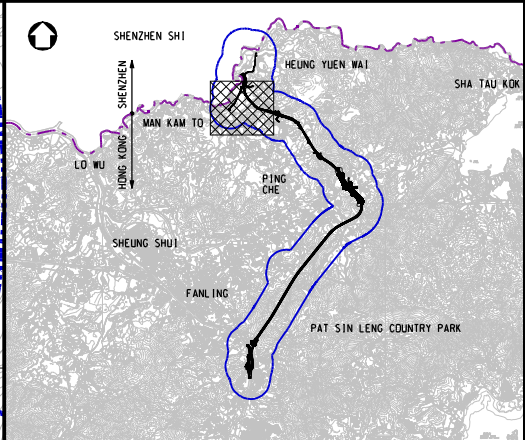 SHENZHEN SHI
HEUNG YUEN WAI
SHENZHEN
SHA TAU KOK
MAN KAM TO
HONG KONG
LO WU
PING
CHE
SHEUNG SHUI
FANLING
PAT SIN LENG COUNTRY PARK